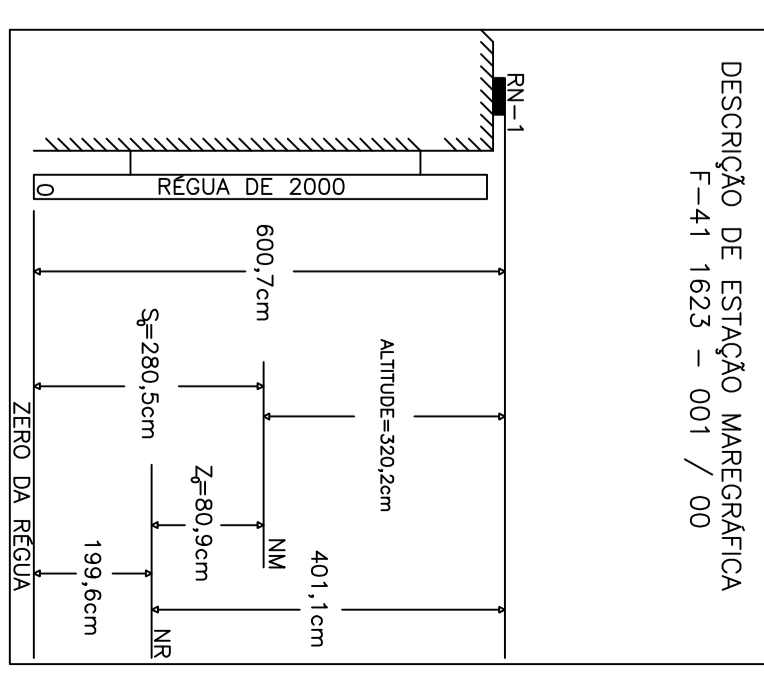 DESCRIÇÃO DE ESTAÇÃO MAREGRÁFICA
F-41 1623 - 001 / 00
RN-1
RÉGUA DE 2000
0
600,7cm
ALTITUDE=320,2cm
401,1cm
S₀=280,5cm
Z₀=80,9cm
NM
199,6cm
NR
ZERO DA RÉGUA